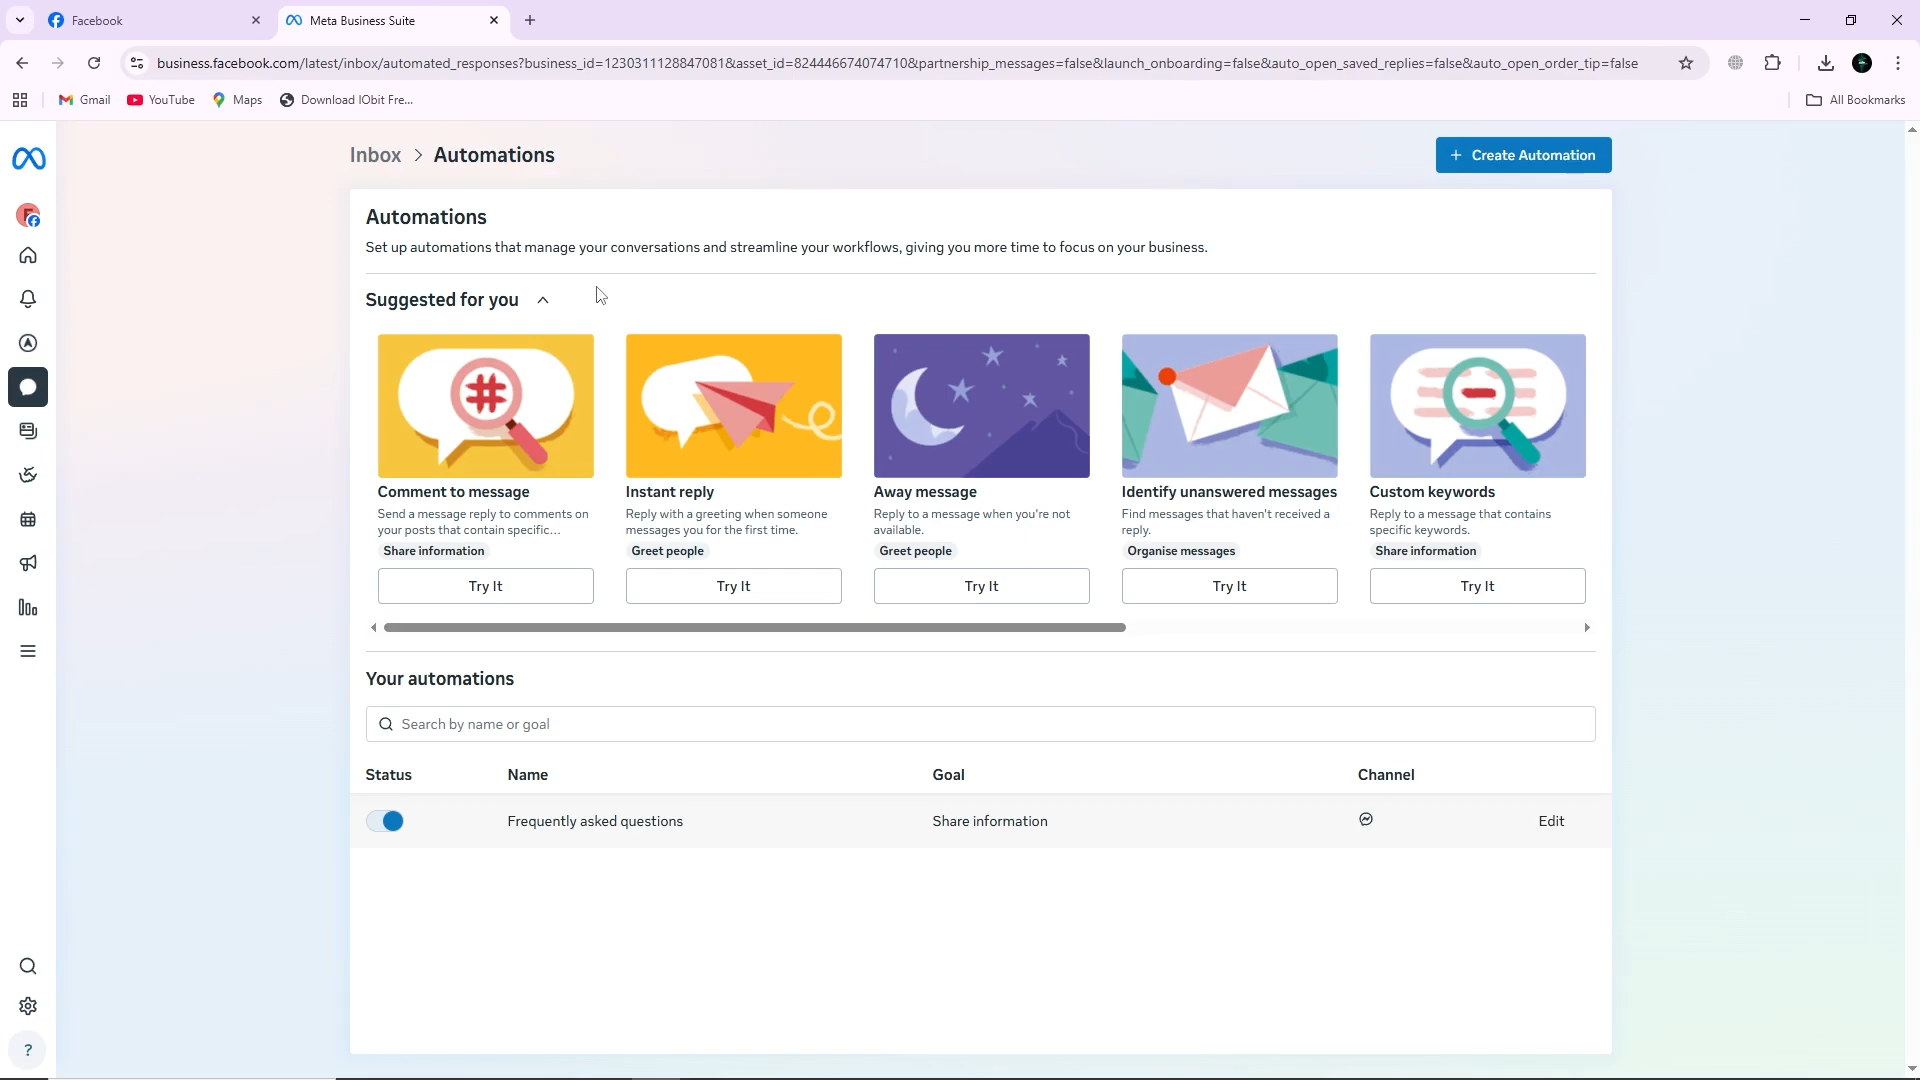 Facebook
Meta Business Suite
business.facebook.com/latest/inbox/automated_responses?business_id=1230311128847081&asset_id=824446674074710&partnership_messages=false&launch_onboarding=false&auto_open_saved_replies=false&auto_open_order_tip=false
Gmail YouTube Maps Download IObit Fre... All Bookmarks
Inbox > Automations
+ Create Automation
Automations
Set up automations that manage your conversations and streamline your workflows, giving you more time to focus on your business.
Suggested for you
Comment to message
Send a message reply to comments on
your posts that contain specific...
Share information
Try It
Instant reply
Reply with a greeting when someone
messages you for the first time.
Greet people
Try It
Away message
Reply to a message when you're not
available.
Greet people
Try It
Identify unanswered messages
Find messages that haven't received a
reply.
Organise messages
Try It
Custom keywords
Reply to a message that contains
specific keywords.
Share information
Try It
Your automations
Search by name or goal
Status Name Goal Channel
Frequently asked questions Share information Edit